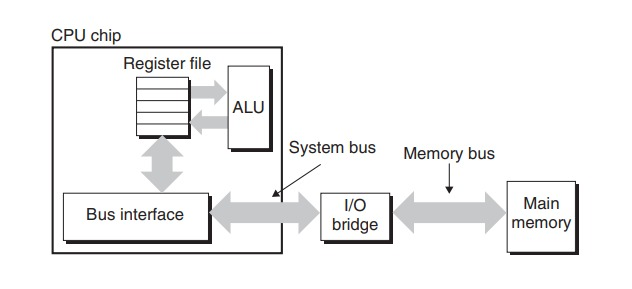 CPU chip
Register file
ALU
System bus
Memory bus
Bus interface
I/O
bridge
Main
memory